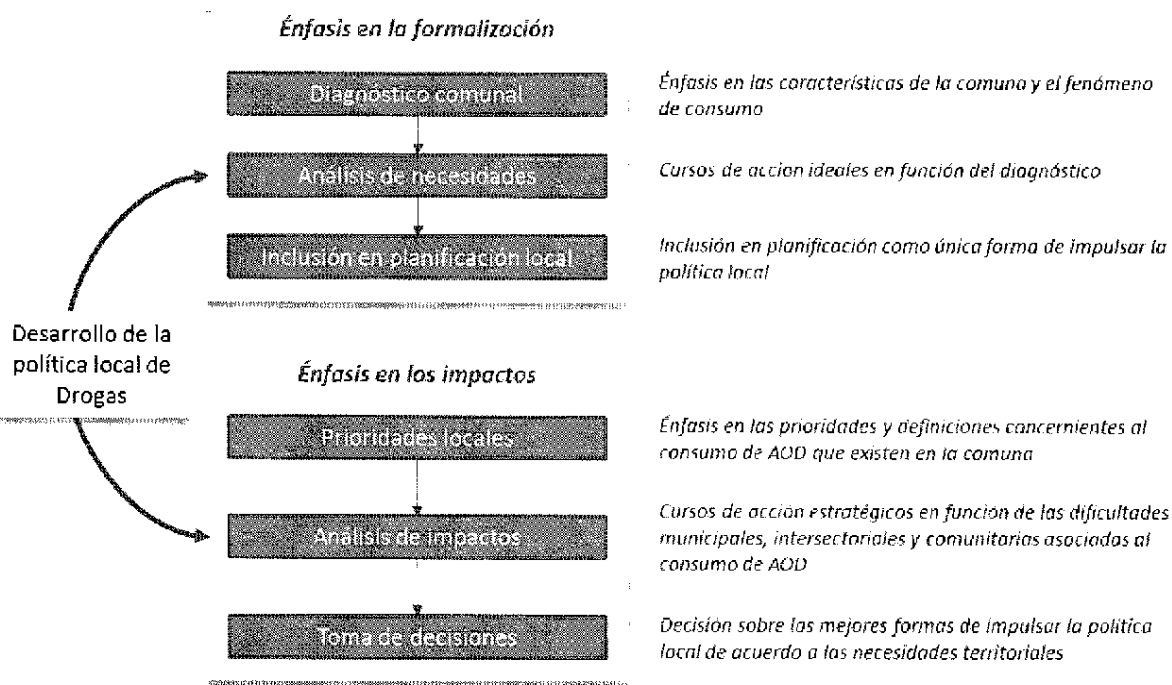 Énfasis en la formalización
Diagnóstico comunal
Énfasis en las características de la comuna y el fenómeno
de consumo
Análisis de necesidades
Cursos de accion ideales en función del diagnóstico
Inclusión en planificación local
Inclusión en planificación como única forma de impulsar la
política local
Desarrollo de la
política local de
Drogas
Énfasis en los impactos
Prioridades locales
Énfasis en las prioridades y definiciones concernientes al
consumo de AOD que existen en la comuna
Análisis de impactos
Cursos de acción estratégicos en función de las dificultades
municipales, intersectoriales y comunitarias asociadas al
consumo de AOD
Toma de decisiones
Decisión sobre las mejores formas de impulsar la política
local de acuerdo a las necesidades territoriales